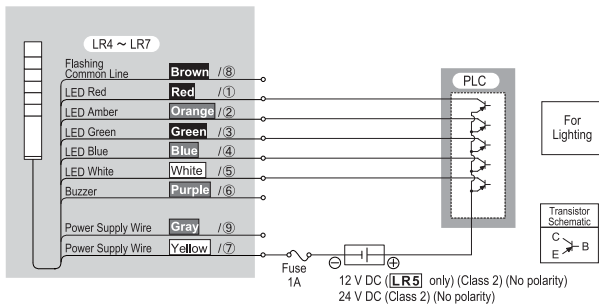 LR4 ~ LR7
Flashing
Common Line Brown /⑧
LED Red Red /①
LED Amber Orange /②
LED Green Green /③
LED Blue Blue /④
LED White White /⑤
Buzzer Purple /⑥
Power Supply Wire Gray /⑨
Power Supply Wire Yellow /⑦
PLC
For
Lighting
Transistor
Schematic
C
B
E
Fuse
1A
⊖ ⊕
12 V DC (LR5 only) (Class 2) (No polarity)
24 V DC (Class 2) (No polarity)